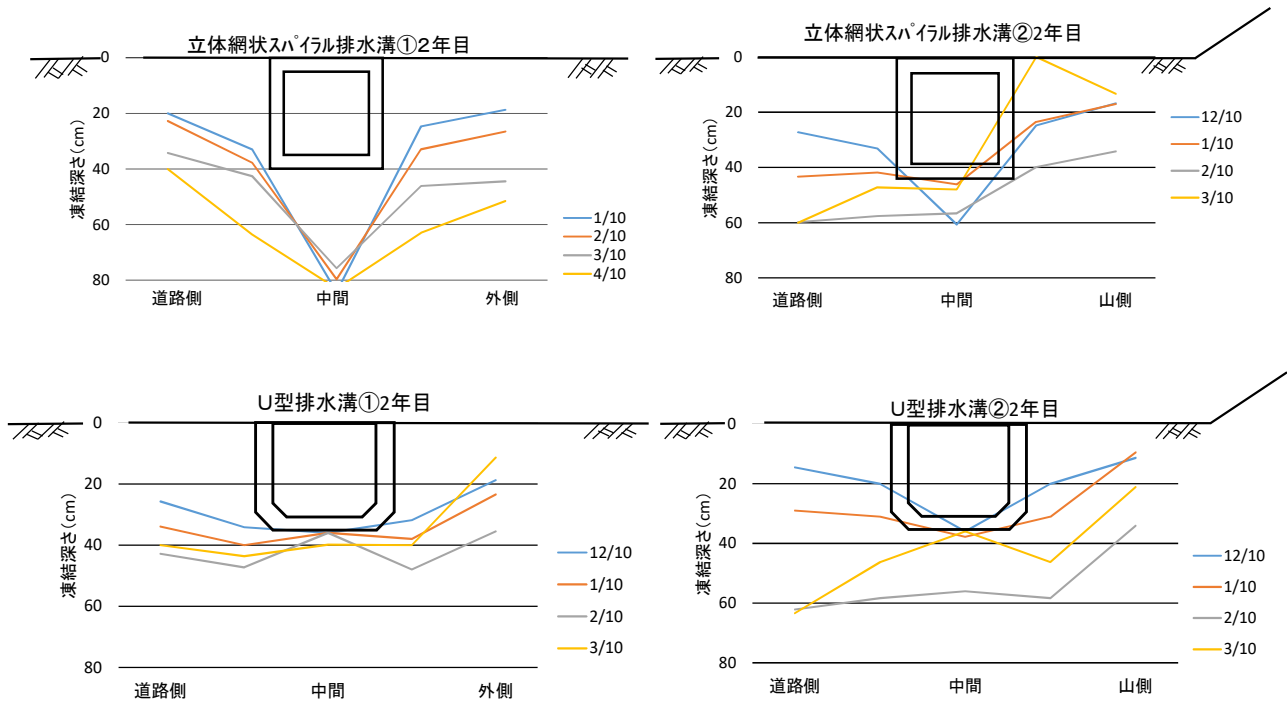 立体網状スパイラル排水溝①2年目
0
20
40
60
80
凍結深さ(cm)
道路側
中間
外側
1/10
2/10
3/10
4/10
立体網状スパイラル排水溝②2年目
0
20
40
60
80
凍結深さ(cm)
道路側
中間
山側
12/10
1/10
2/10
3/10
U型排水溝①2年目
0
20
40
60
80
凍結深さ(cm)
道路側
中間
外側
12/10
1/10
2/10
3/10
U型排水溝②2年目
0
20
40
60
80
凍結深さ(cm)
道路側
中間
山側
12/10
1/10
2/10
3/10